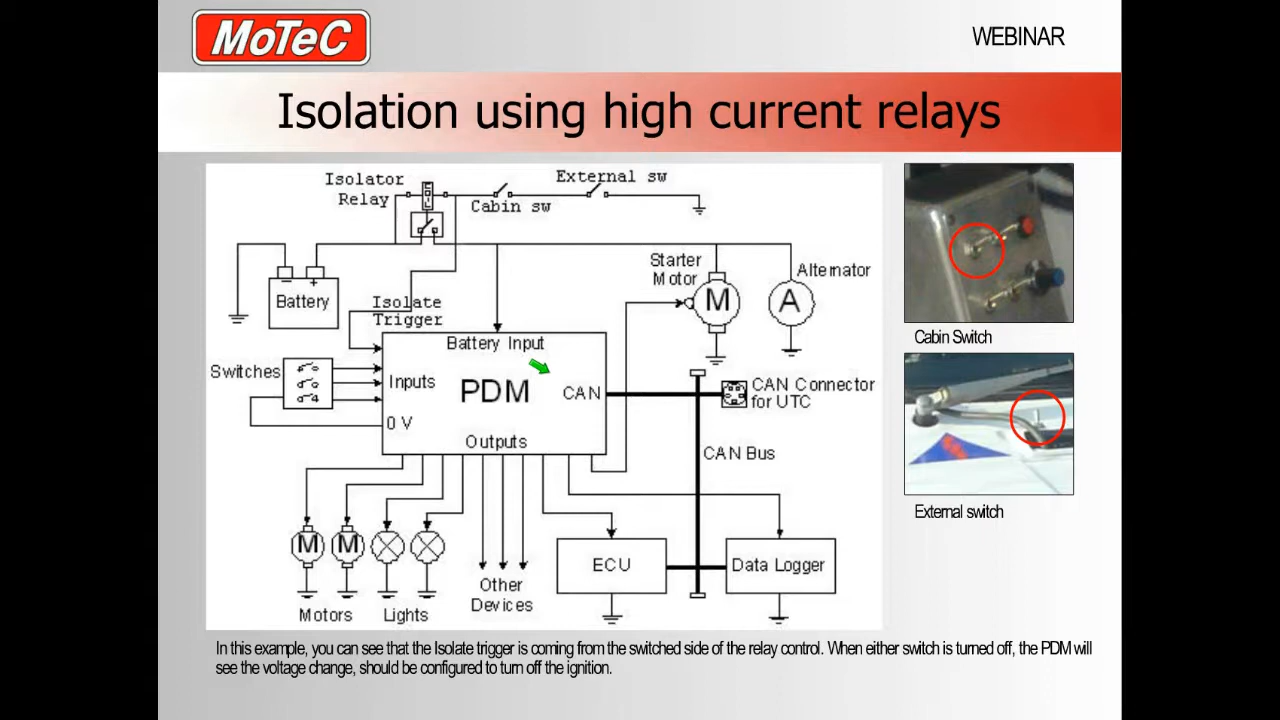 MoTeC
WEBINAR
Isolation using high current relays
Isolator
Relay
External sw
Cabin sw
Starter
Motor
M
Alternator
A
Battery
- +
Isolate
Trigger
Battery Input
Switches
Inputs
PDM
CAN
CAN Connector
for UTC
0 V
Outputs
CAN Bus
M M
Motors
Lights
Other
Devices
ECU
Data Logger
Cabin Switch
External switch
In this example, you can see that the Isolate trigger is coming from the switched side of the relay control. When either switch is turned off, the PDM will
see the voltage change, should be configured to turn off the ignition.